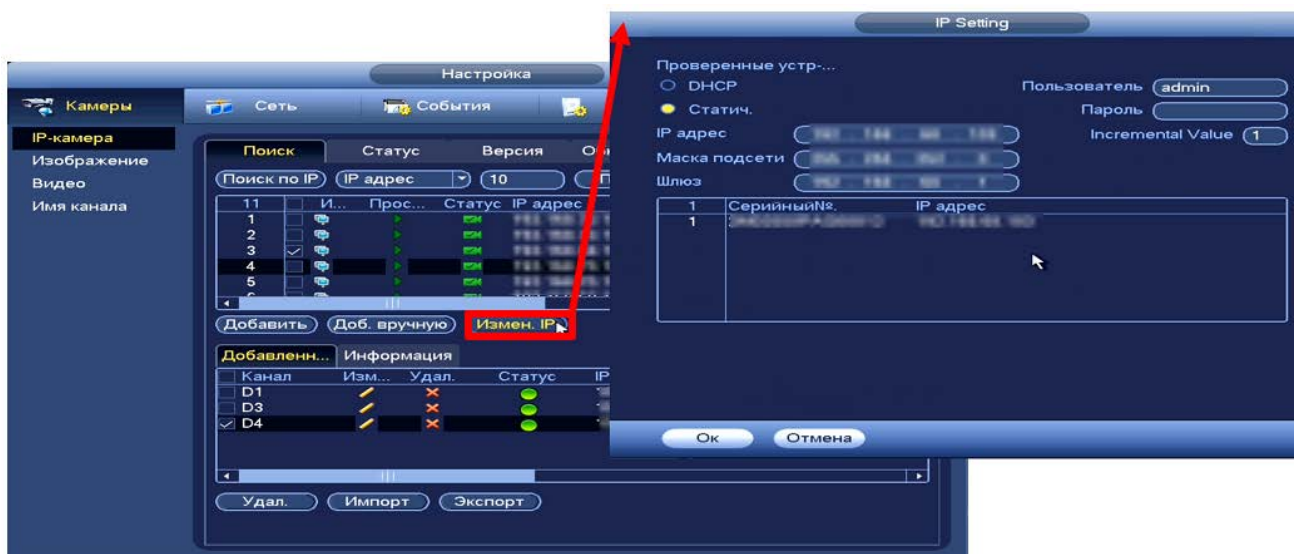 Настройка
Камеры
Сеть
События
IP-камера
Изображение
Видео
Имя канала
Поиск
Статус
Версия
Поиск по IP
IP адрес
10
11 И... Прос... Статус IP адрес
1
2
3
4
5
Добавить
Доб. вручную
Измен. IP
Добавленн...
Информация
Канал Изм... Удал. Статус IP
D1
D3
D4
Удал.
Импорт
Экспорт
IP Setting
Проверенные устр-...
DHCP
Статич.
IP адрес
Маска подсети
Шлюз
Пользователь admin
Пароль
Incremental Value 1
1 Серийный№. IP адрес
1
Ок
Отмена